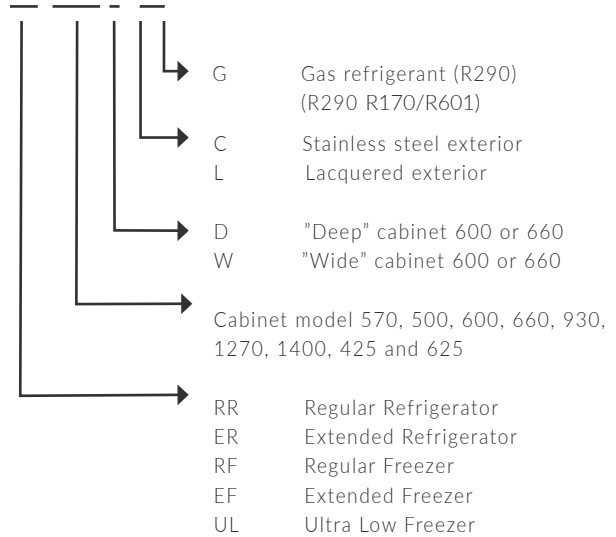 G Gas refrigerant (R290)
(R290 R170/R601)
C Stainless steel exterior
L Lacquered exterior
D ”Deep” cabinet 600 or 660
W ”Wide” cabinet 600 or 660
Cabinet model 570, 500, 600, 660, 930,
1270, 1400, 425 and 625
RR Regular Refrigerator
ER Extended Refrigerator
RF Regular Freezer
EF Extended Freezer
UL Ultra Low Freezer